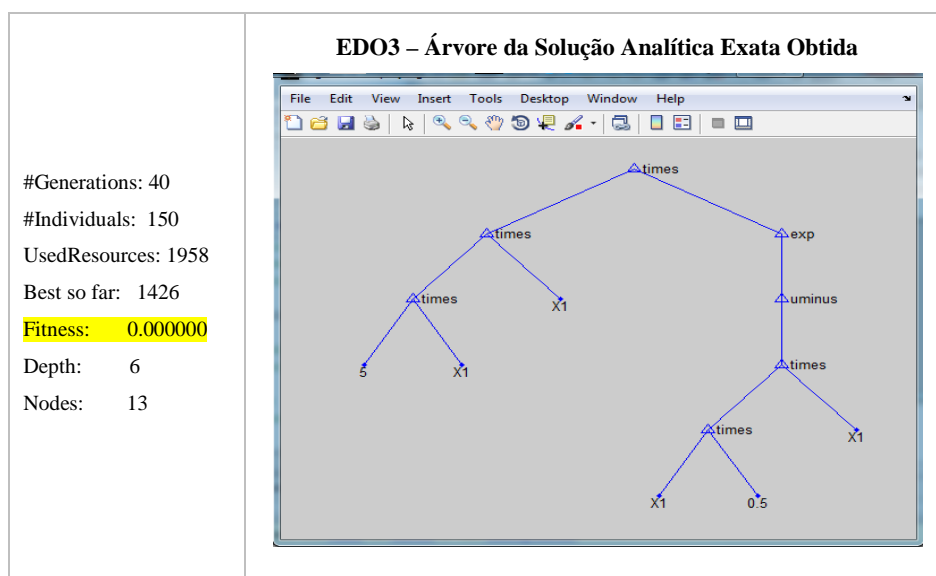 EDO3 – Árvore da Solução Analítica Exata Obtida
#Generations: 40
#Individuals: 150
UsedResources: 1958
Best so far: 1426
Fitness: 0.000000
Depth: 6
Nodes: 13
File Edit View Insert Tools Desktop Window Help
times
times
exp
times
X1
uminus
5
X1
times
times
X1
X1
0.5